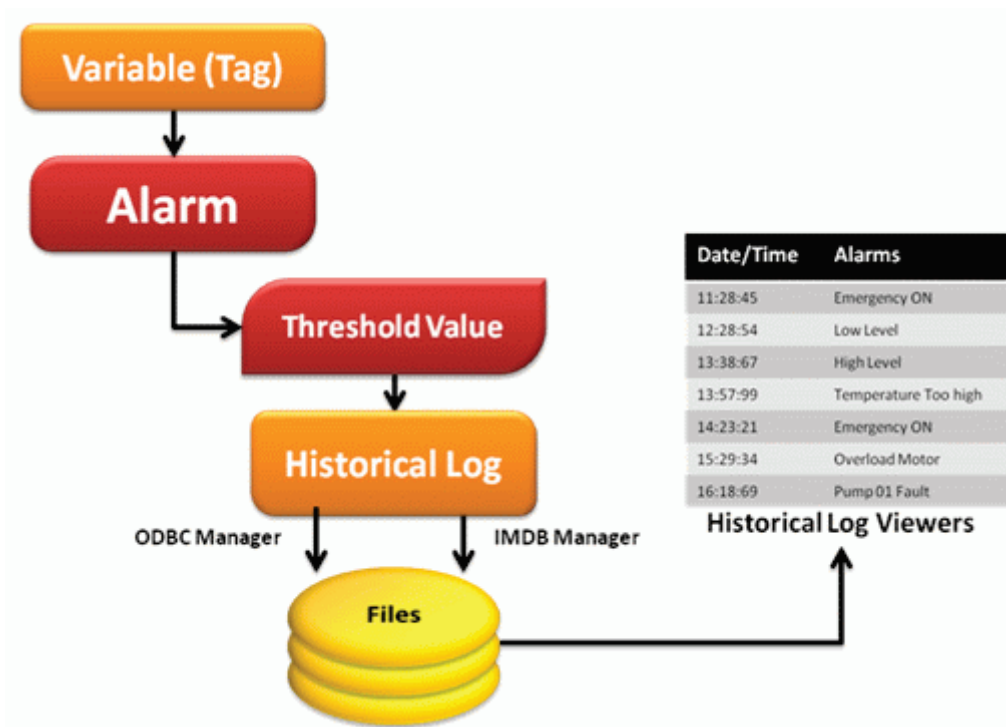 Variable (Tag)
Alarm
Threshold Value
Historical Log
ODBC Manager
IMDB Manager
Files
Date/Time Alarms
11:28:45 Emergency ON
12:28:54 Low Level
13:38:67 High Level
13:57:99 Temperature Too high
14:23:21 Emergency ON
15:29:34 Overload Motor
16:18:69 Pump 01 Fault
Historical Log Viewers